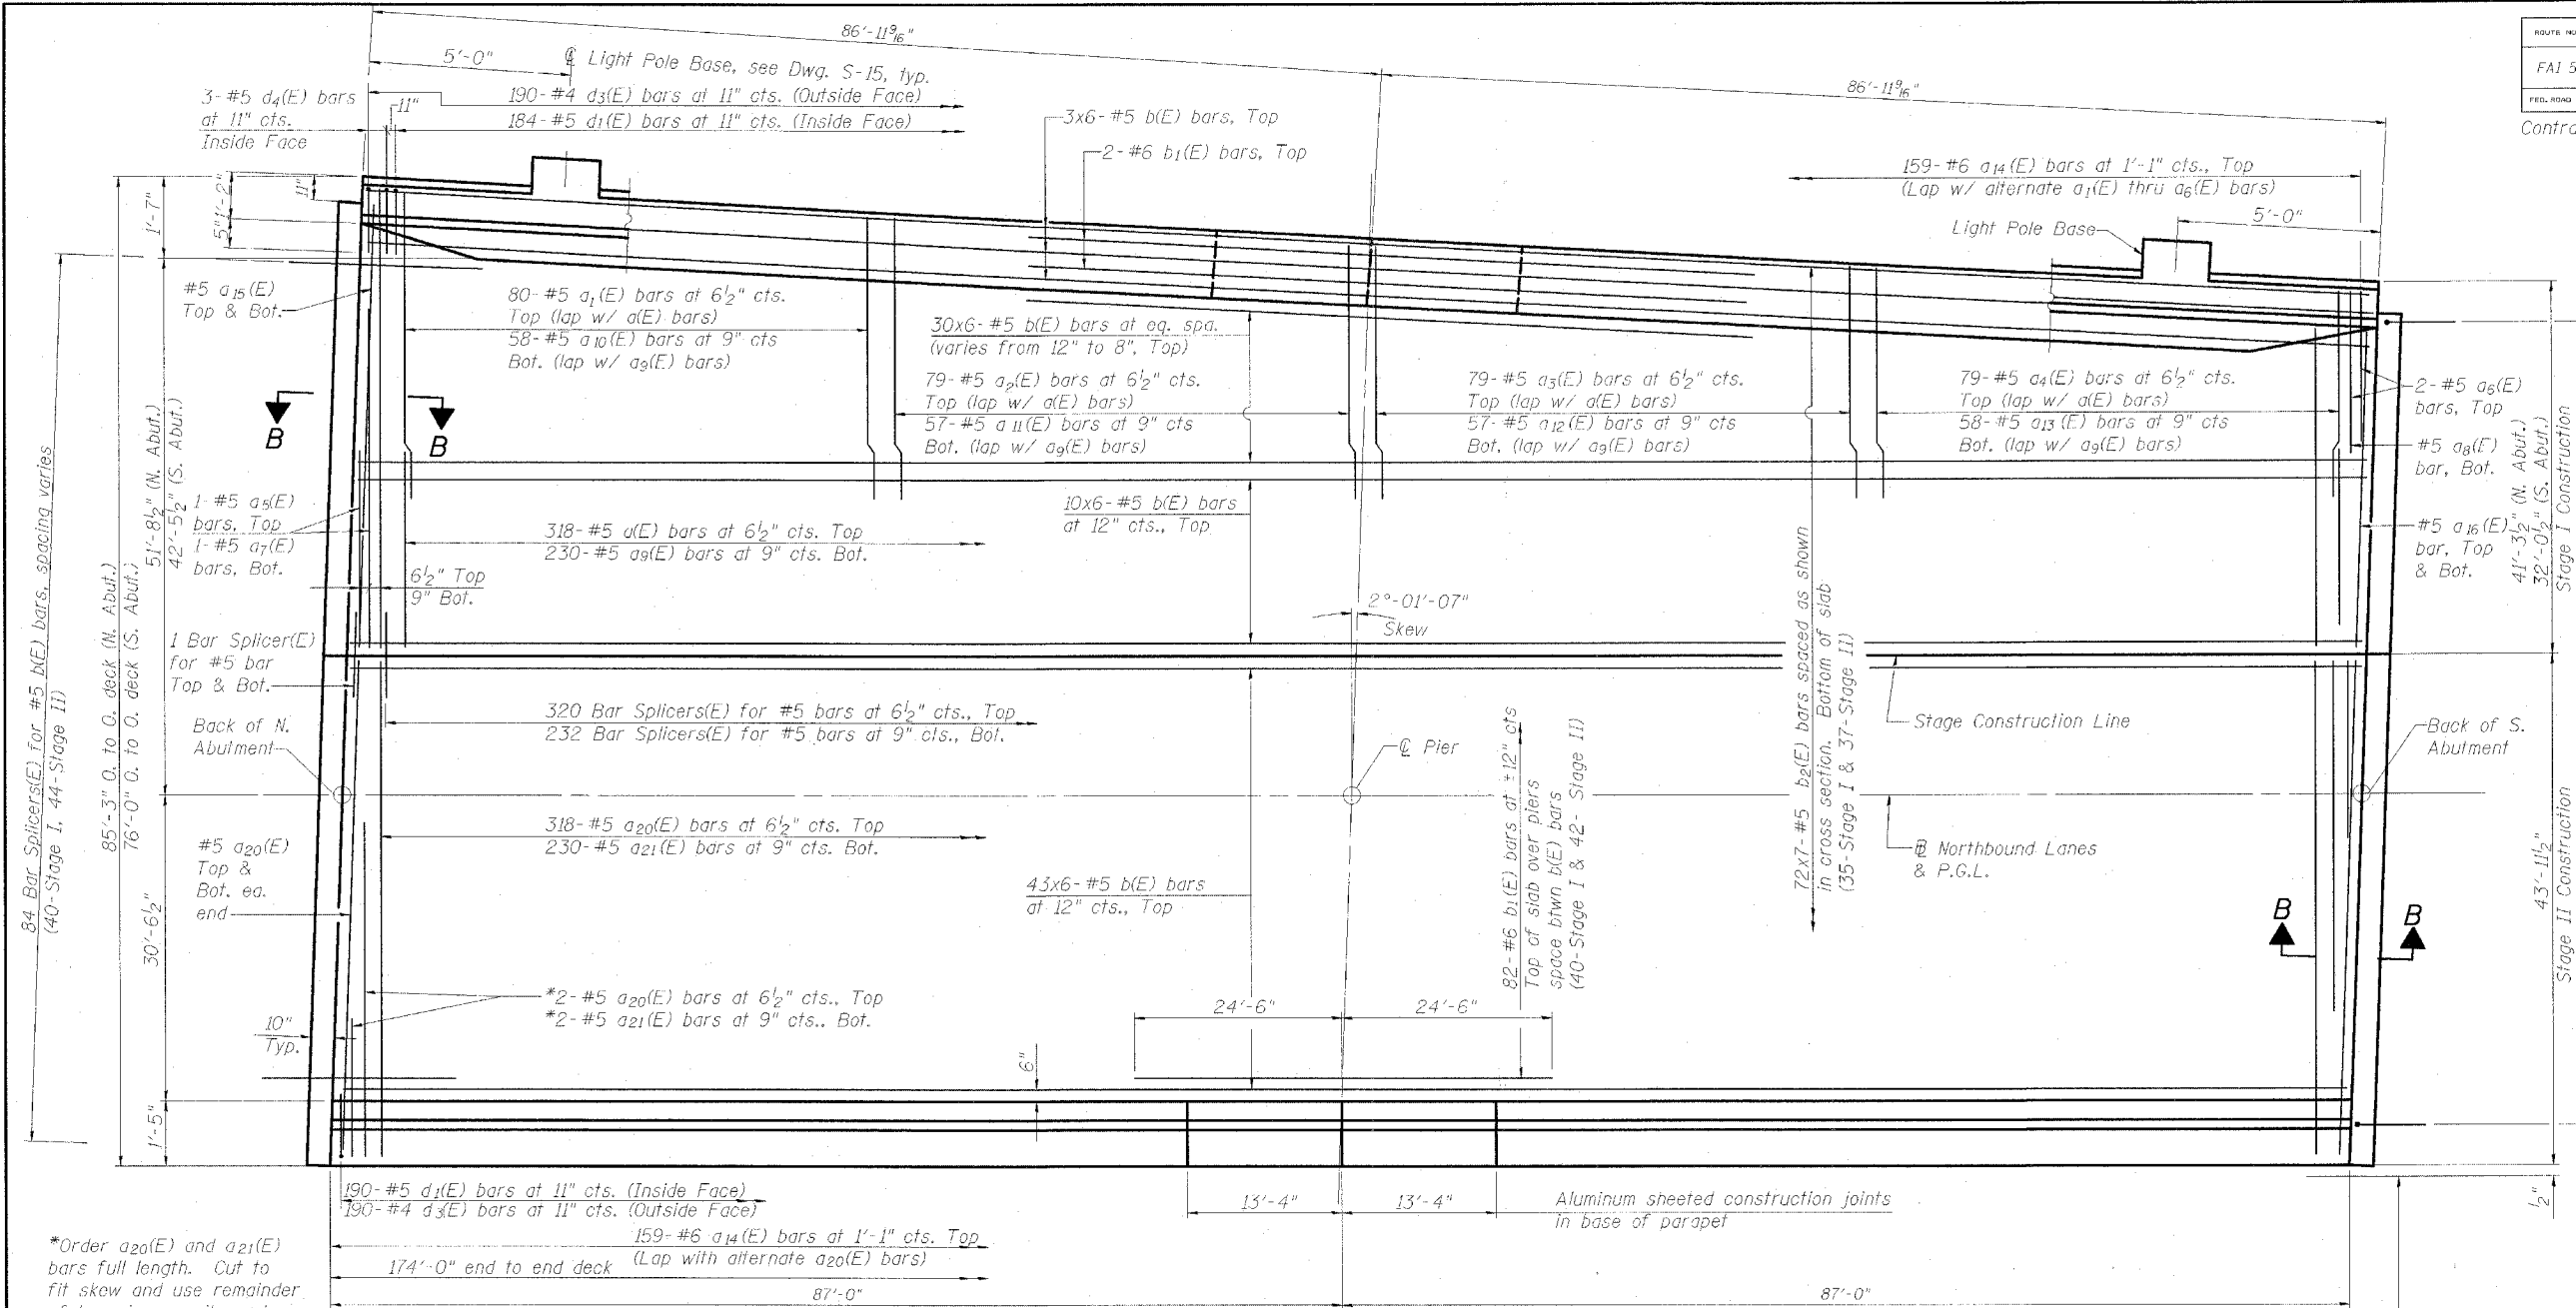 86'-11 9/16"
5'-0"
℄ Light Pole Base, see Dwg. S-15, typ.
3-#5 d4(E) bars
at 11" cts.
Inside Face
11"
190-#4 d3(E) bars at 11" cts. (Outside Face)
184-#5 d1(E) bars at 11" cts. (Inside Face)
3x6-#5 b(E) bars, Top
2-#6 b1(E) bars, Top
86'-11 9/16"
ROUTE NO
FAI 5
FED. ROAD
Contra
159-#6 a14(E) bars at 1'-1" cts., Top
(Lap w/ alternate a1(E) thru a6(E) bars)
Light Pole Base
5'-0"
1'-7"
5"
1'-2"
11"
#5 a15(E)
Top & Bot.
80-#5 a1(E) bars at 6½" cts.
Top (lap w/ a(E) bars)
58-#5 a10(E) bars at 9" cts
Bot. (lap w/ a9(E) bars)
30x6-#5 b(E) bars at eq. spa.
(varies from 12" to 8", Top)
79-#5 a2(E) bars at 6½" cts.
Top (lap w/ a(E) bars)
57-#5 a11(E) bars at 9" cts
Bot. (lap w/ a9(E) bars)
79-#5 a3(E) bars at 6½" cts.
Top (lap w/ a(E) bars)
57-#5 a12(E) bars at 9" cts
Bot. (lap w/ a9(E) bars)
79-#5 a4(E) bars at 6½" cts.
Top (lap w/ a(E) bars)
58-#5 a13(E) bars at 9" cts
Bot. (lap w/ a9(E) bars)
2-#5 a6(E)
bars, Top
#5 a8(E)
bar, Bot.
#5 a16(E)
bar, Top
& Bot.
41'-3½" (N. Abut.)
32'-0½" (S. Abut.)
Stage I Construction
B
B
84 Bar Splicers(E) for #5 b(E) bars, spacing varies
(40-Stage I, 44-Stage II)
85'-3" O. to O. deck (N. Abut.)
76'-0" O. to O. deck (S. Abut.)
51'-8½" (N. Abut.)
42'-5½" (S. Abut.)
1-#5 a5(E)
bars, Top
1-#5 a7(E)
bars, Bot.
318-#5 a(E) bars at 6½" cts. Top
230-#5 a9(E) bars at 9" cts. Bot.
6½" Top
9" Bot.
10x6-#5 b(E) bars
at 12" cts., Top
2°-01'-07"
Skew
72x7-#5 b2(E) bars spaced as shown
in cross section. Bottom of slab
(35-Stage I & 37-Stage II)
1 Bar Splicer(E)
for #5 bar
Top & Bot.
320 Bar Splicers(E) for #5 bars at 6½" cts., Top
232 Bar Splicers(E) for #5 bars at 9" cts., Bot.
Stage Construction Line
Back of N.
Abutment
℄ Pier
Back of S.
Abutment
318-#5 a20(E) bars at 6½" cts. Top
230-#5 a21(E) bars at 9" cts. Bot.
#5 a20(E)
Top &
Bot. ea.
end
30'-6½"
43x6-#5 b(E) bars
at 12" cts., Top
82-#6 b1(E) bars at ±12" cts
Top of slab over piers
space btwn b(E) bars
(40-Stage I & 42-Stage II)
Northbound Lanes
& P.G.L.
B
B
43'-11½"
Stage II Construction
*2-#5 a20(E) bars at 6½" cts., Top
*2-#5 a21(E) bars at 9" cts.. Bot.
24'-6"
24'-6"
10"
Typ.
6"
1'-5"
190-#5 d1(E) bars at 11" cts. (Inside Face)
190-#4 d3(E) bars at 11" cts. (Outside Face)
13'-4"
13'-4"
Aluminum sheeted construction joints
in base of parapet
½"
159-#6 a14(E) bars at 1'-1" cts. Top
(Lap with alternate a20(E) bars)
174'-0" end to end deck
87'-0"
87'-0"
*Order a20(E) and a21(E)
bars full length. Cut to
fit skew and use remainder